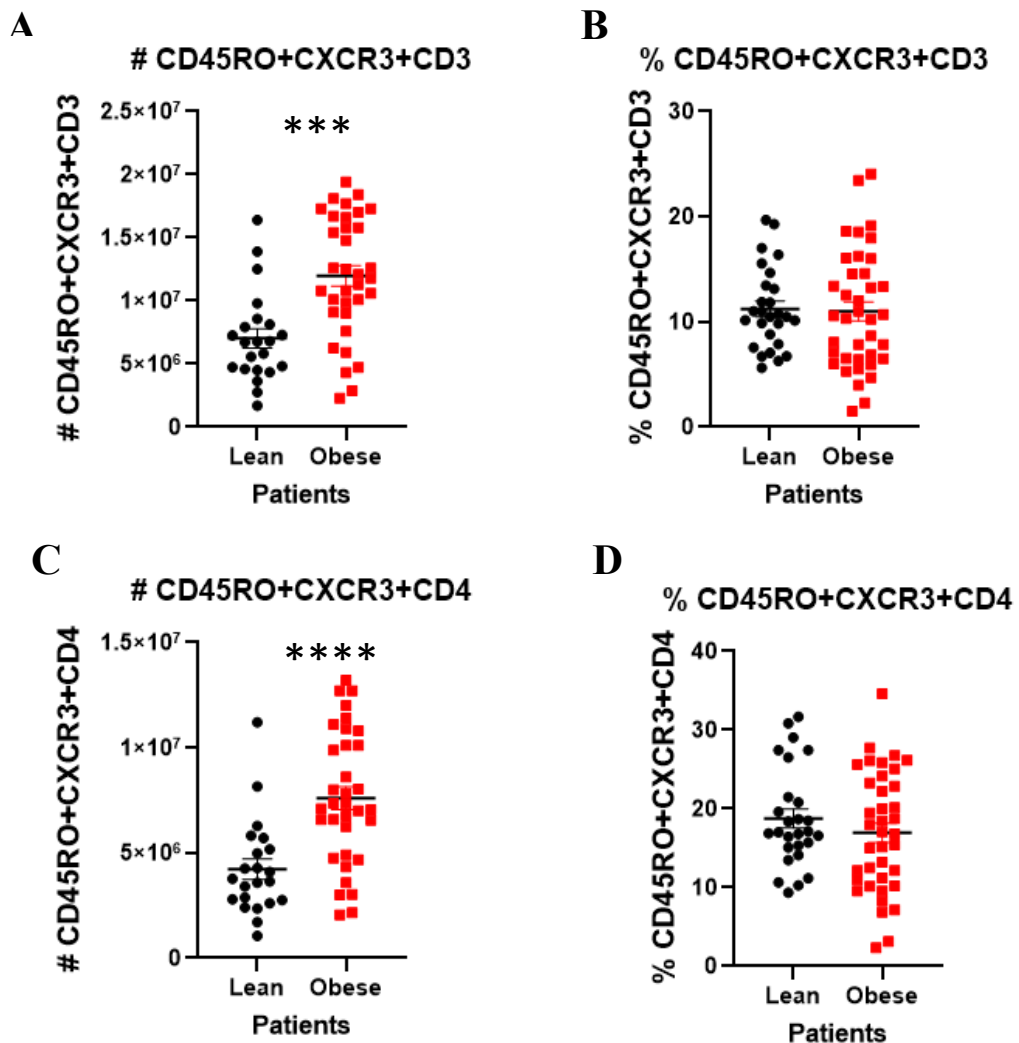 A
# CD45RO+CXCR3+CD3
# CD45RO+CXCR3+CD3
2.5×10⁷
2×10⁷
1.5×10⁷
1×10⁷
5×10⁶
0
***
Lean Obese
Patients
B
% CD45RO+CXCR3+CD3
% CD45RO+CXCR3+CD3
30
20
10
0
Lean Obese
Patients
C
# CD45RO+CXCR3+CD4
# CD45RO+CXCR3+CD4
1.5×10⁷
1×10⁷
5×10⁶
0
****
Lean Obese
Patients
D
% CD45RO+CXCR3+CD4
% CD45RO+CXCR3+CD4
40
30
20
10
0
Lean Obese
Patients